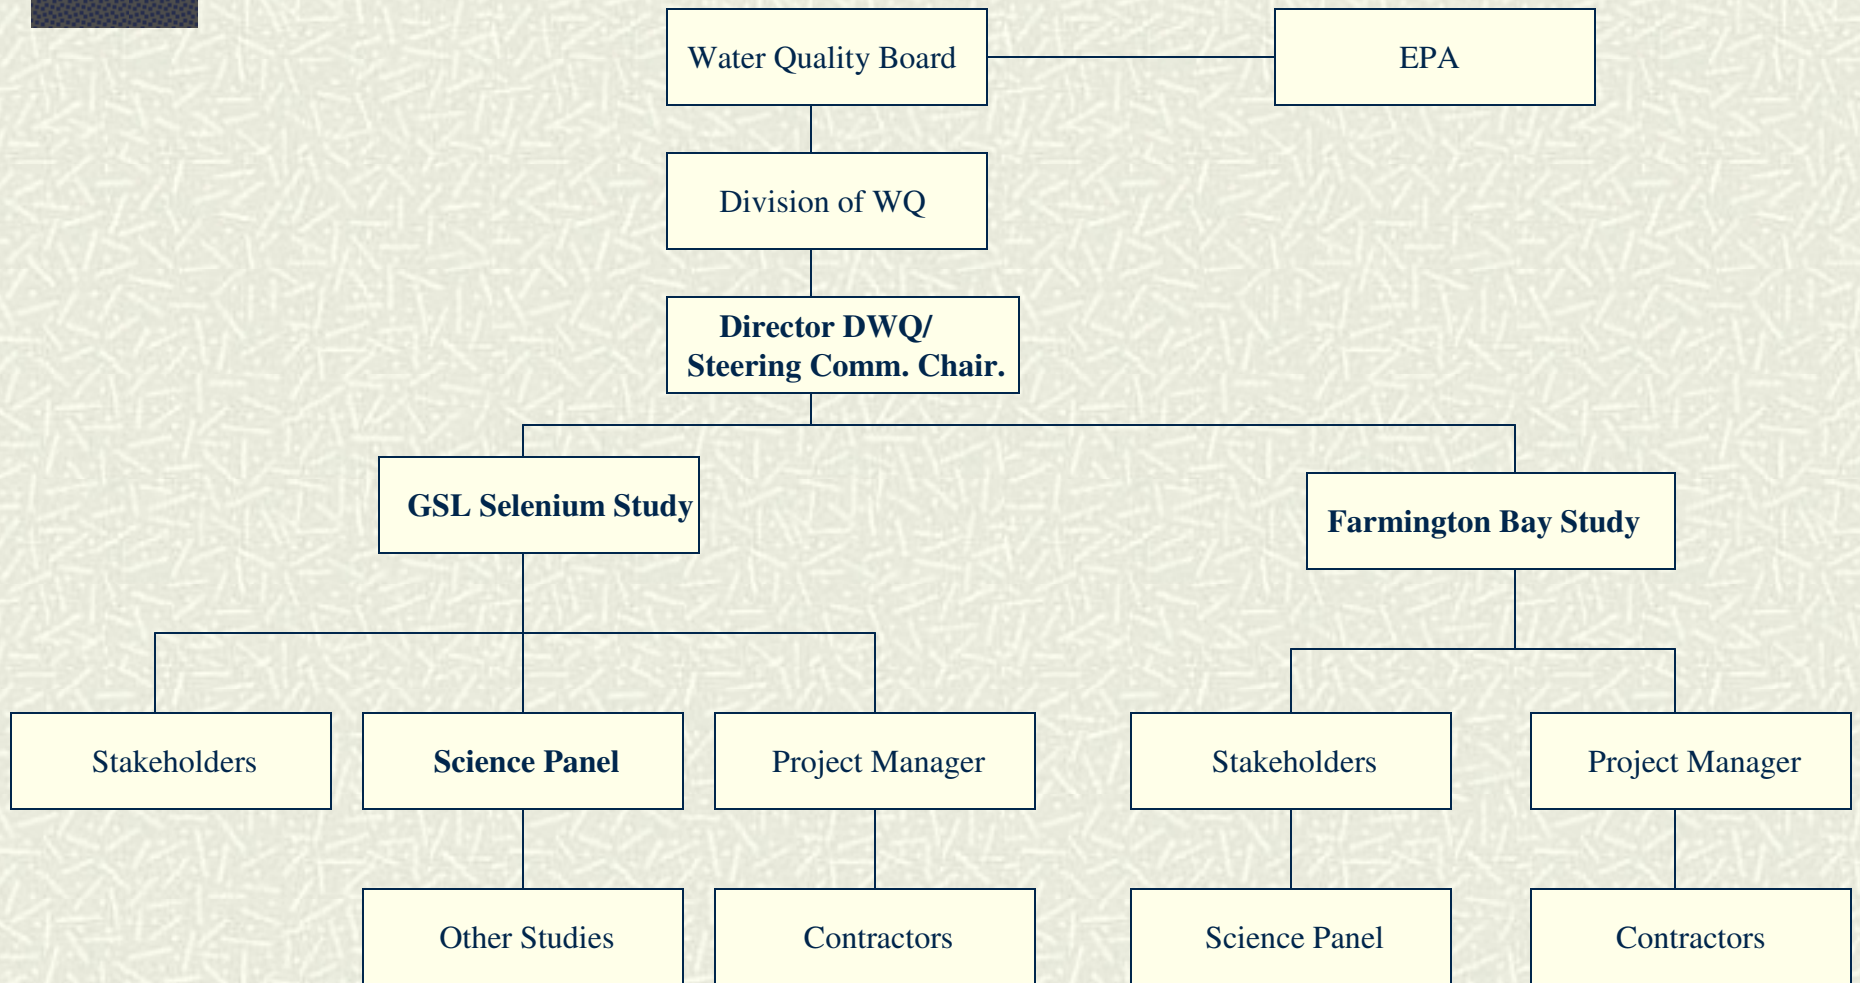 Water Quality Board
EPA
Division of WQ
Director DWQ/
Steering Comm. Chair.
GSL Selenium Study
Farmington Bay Study
Stakeholders
Science Panel
Project Manager
Stakeholders
Project Manager
Other Studies
Contractors
Science Panel
Contractors